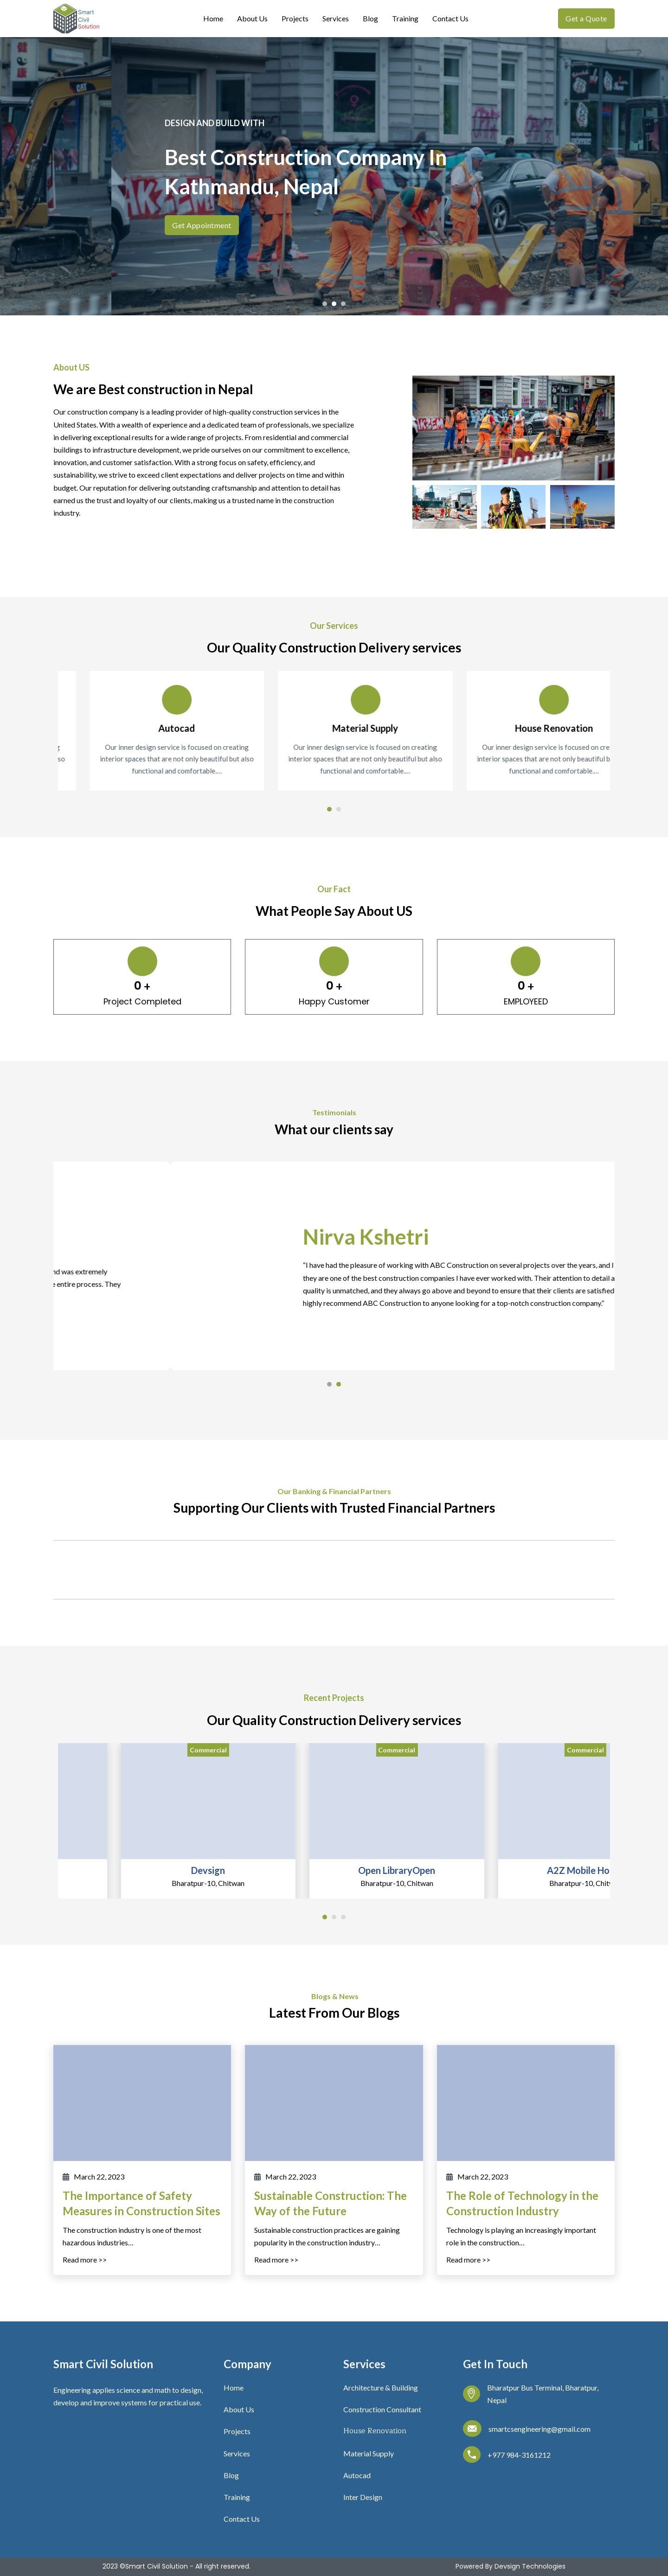 Smart
Civil
Solution
Home
About Us
Projects
Services
Blog
Training
Contact Us
Get a Quote
DESIGN AND BUILD WITH
Best Construction Company In
Kathmandu, Nepal
Get Appointment
About US
We are Best construction in Nepal
Our construction company is a leading provider of high-quality construction services in the
United States. With a wealth of experience and a dedicated team of professionals, we specialize
in delivering exceptional results for a wide range of projects. From residential and commercial
buildings to infrastructure development, we pride ourselves on our commitment to excellence,
innovation, and customer satisfaction. With a strong focus on safety, efficiency, and
sustainability, we strive to exceed client expectations and deliver projects on time and within
budget. Our reputation for delivering outstanding craftsmanship and attention to detail has
earned us the trust and loyalty of our clients, making us a trusted name in the construction
industry.
Our Services
Our Quality Construction Delivery services
so
Autocad
Our inner design service is focused on creating
interior spaces that are not only beautiful but also
functional and comfortable.…
Material Supply
Our inner design service is focused on creating
interior spaces that are not only beautiful but also
functional and comfortable.…
House Renovation
Our inner design service is focused on crea
interior spaces that are not only beautiful b
functional and comfortable.…
Our Fact
What People Say About US
0 +
Project Completed
0 +
Happy Customer
0 +
EMPLOYEED
Testimonials
What our clients say
nd was extremely
e entire process. They
Nirva Kshetri
“I have had the pleasure of working with ABC Construction on several projects over the years, and I
they are one of the best construction companies I have ever worked with. Their attention to detail a
quality is unmatched, and they always go above and beyond to ensure that their clients are satisfied
highly recommend ABC Construction to anyone looking for a top-notch construction company.”
Our Banking & Financial Partners
Supporting Our Clients with Trusted Financial Partners
Recent Projects
Our Quality Construction Delivery services
Commercial
Devsign
Bharatpur-10, Chitwan
Commercial
Open LibraryOpen
Bharatpur-10, Chitwan
Commercial
A2Z Mobile Ho
Bharatpur-10, Chitw
Blogs & News
Latest From Our Blogs
March 22, 2023
The Importance of Safety
Measures in Construction Sites
The construction industry is one of the most
hazardous industries…
Read more >>
March 22, 2023
Sustainable Construction: The
Way of the Future
Sustainable construction practices are gaining
popularity in the construction industry…
Read more >>
March 22, 2023
The Role of Technology in the
Construction Industry
Technology is playing an increasingly important
role in the construction…
Read more >>
Smart Civil Solution
Engineering applies science and math to design,
develop and improve systems for practical use.
Company
Home
About Us
Projects
Services
Blog
Training
Contact Us
Services
Architecture & Building
Construction Consultant
House Renovation
Material Supply
Autocad
Inter Design
Get In Touch
Bharatpur Bus Terminal, Bharatpur,
Nepal
smartcsengineering@gmail.com
+977 984-3161212
2023 ©Smart Civil Solution - All right reserved.
Powered By Devsign Technologies